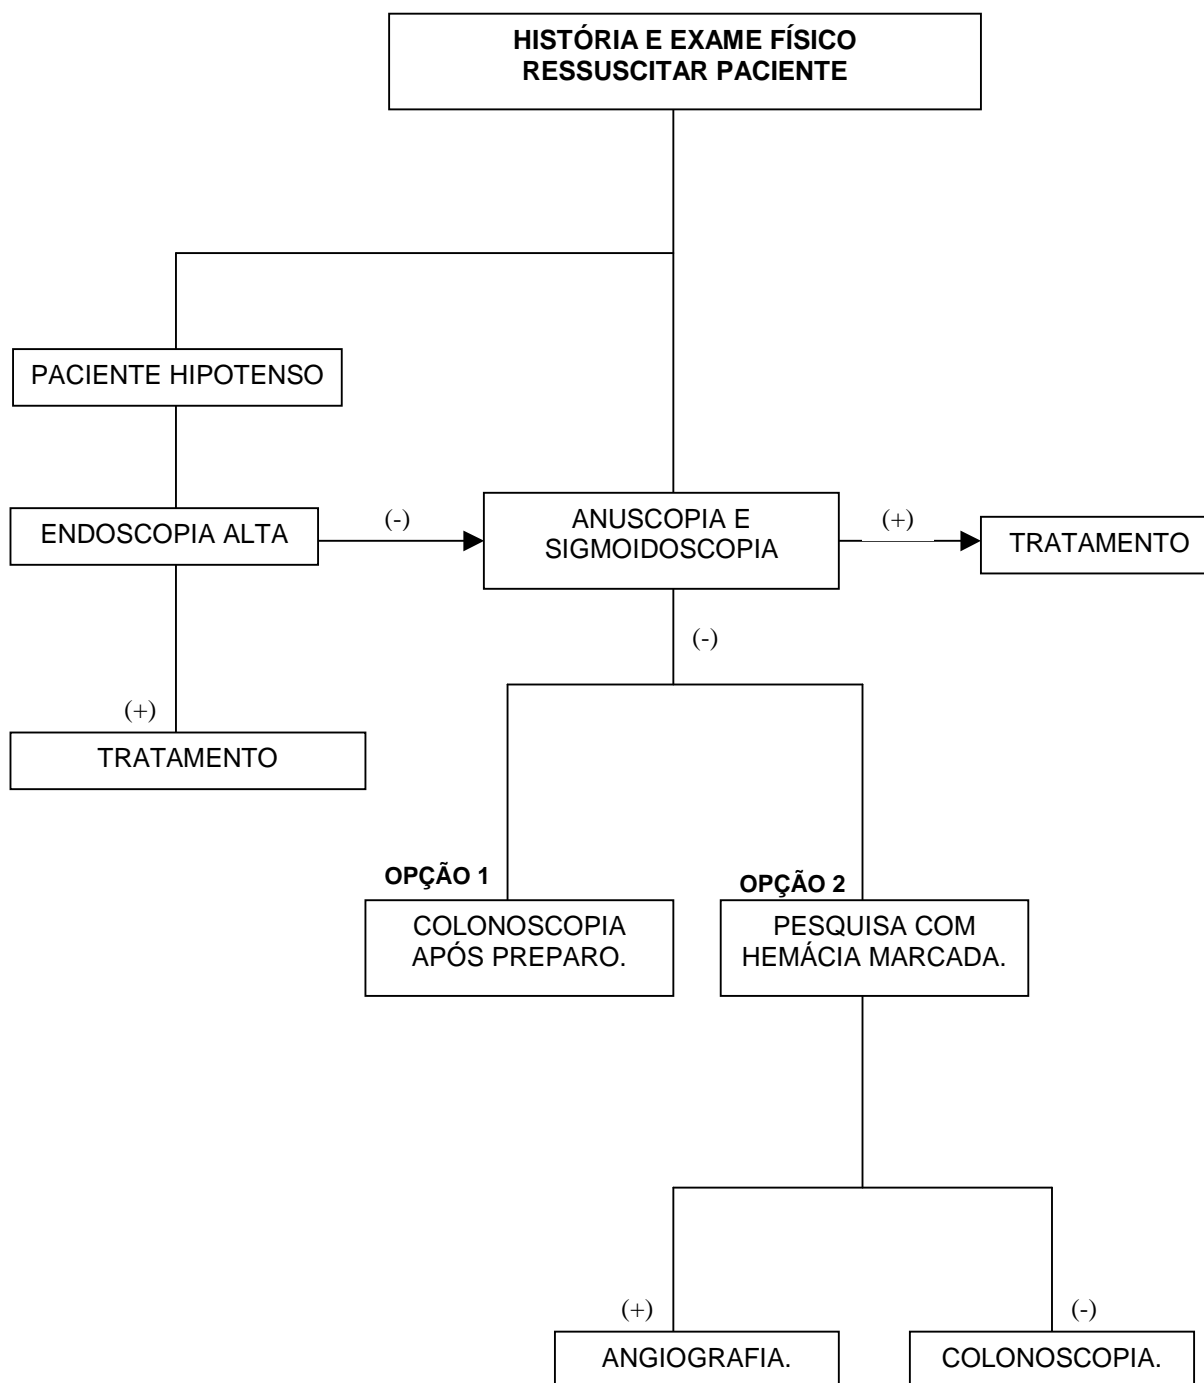 HISTÓRIA E EXAME FÍSICO
RESSUSCITAR PACIENTE
PACIENTE HIPOTENSO
ENDOSCOPIA ALTA
(-)
ANUSCOPIA E
SIGMOIDOSCOPIA
(+)
TRATAMENTO
(-)
(+)
TRATAMENTO
OPÇÃO 1
COLONOSCOPIA
APÓS PREPARO.
OPÇÃO 2
PESQUISA COM
HEMÁCIA MARCADA.
(+)
ANGIOGRAFIA.
(-)
COLONOSCOPIA.